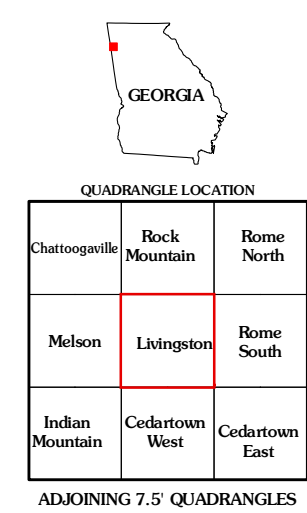 GEORGIA
QUADRANGLE LOCATION
Chattoogaville
Rock
Mountain
Rome
North
Melson
Livingston
Rome
South
Indian
Mountain
Cedartown
West
Cedartown
East
ADJOINING 7.5' QUADRANGLES